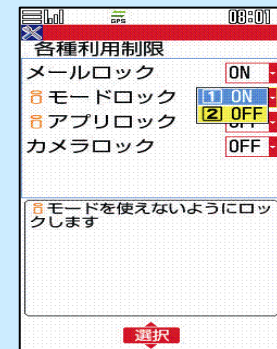 GPS 08:01
各種利用制限
メールロック ON
iモードロック 1 ON
2 OFF
iアプリロック
カメラロック OFF
iモードを使えないようにロッ
クします
選択